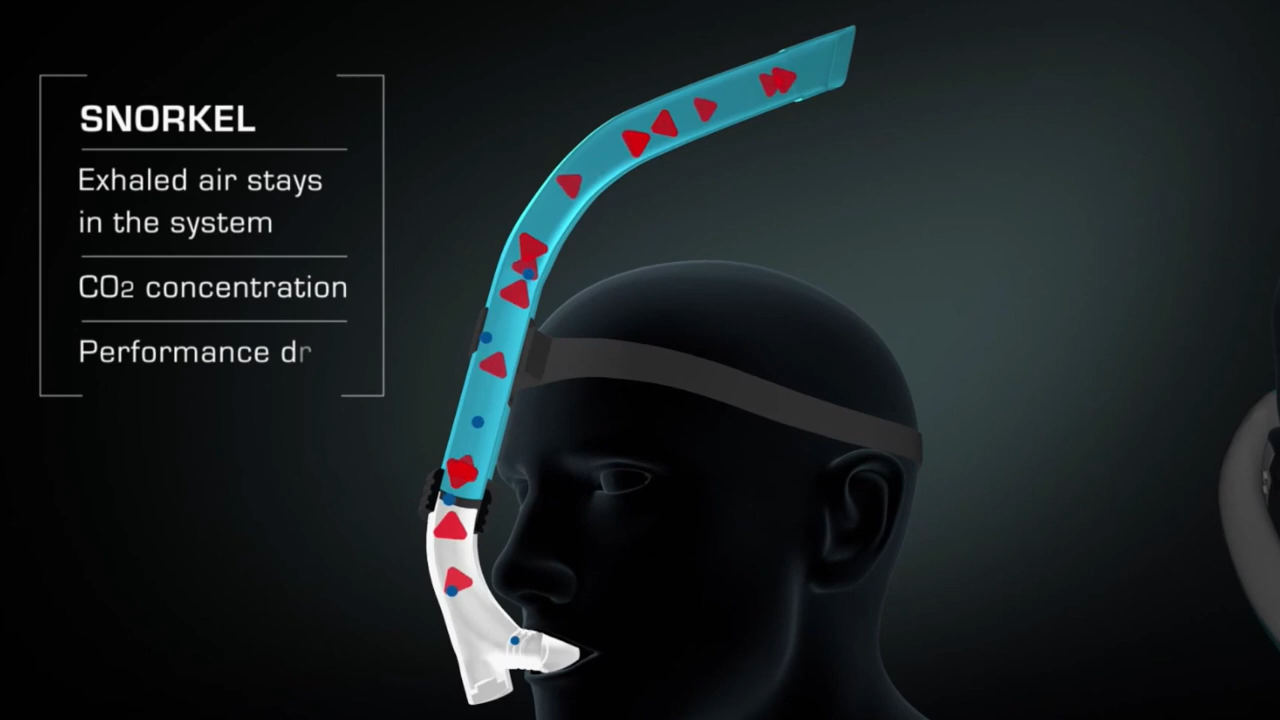 SNORKEL
Exhaled air stays
in the system
CO2 concentration
Performance dr